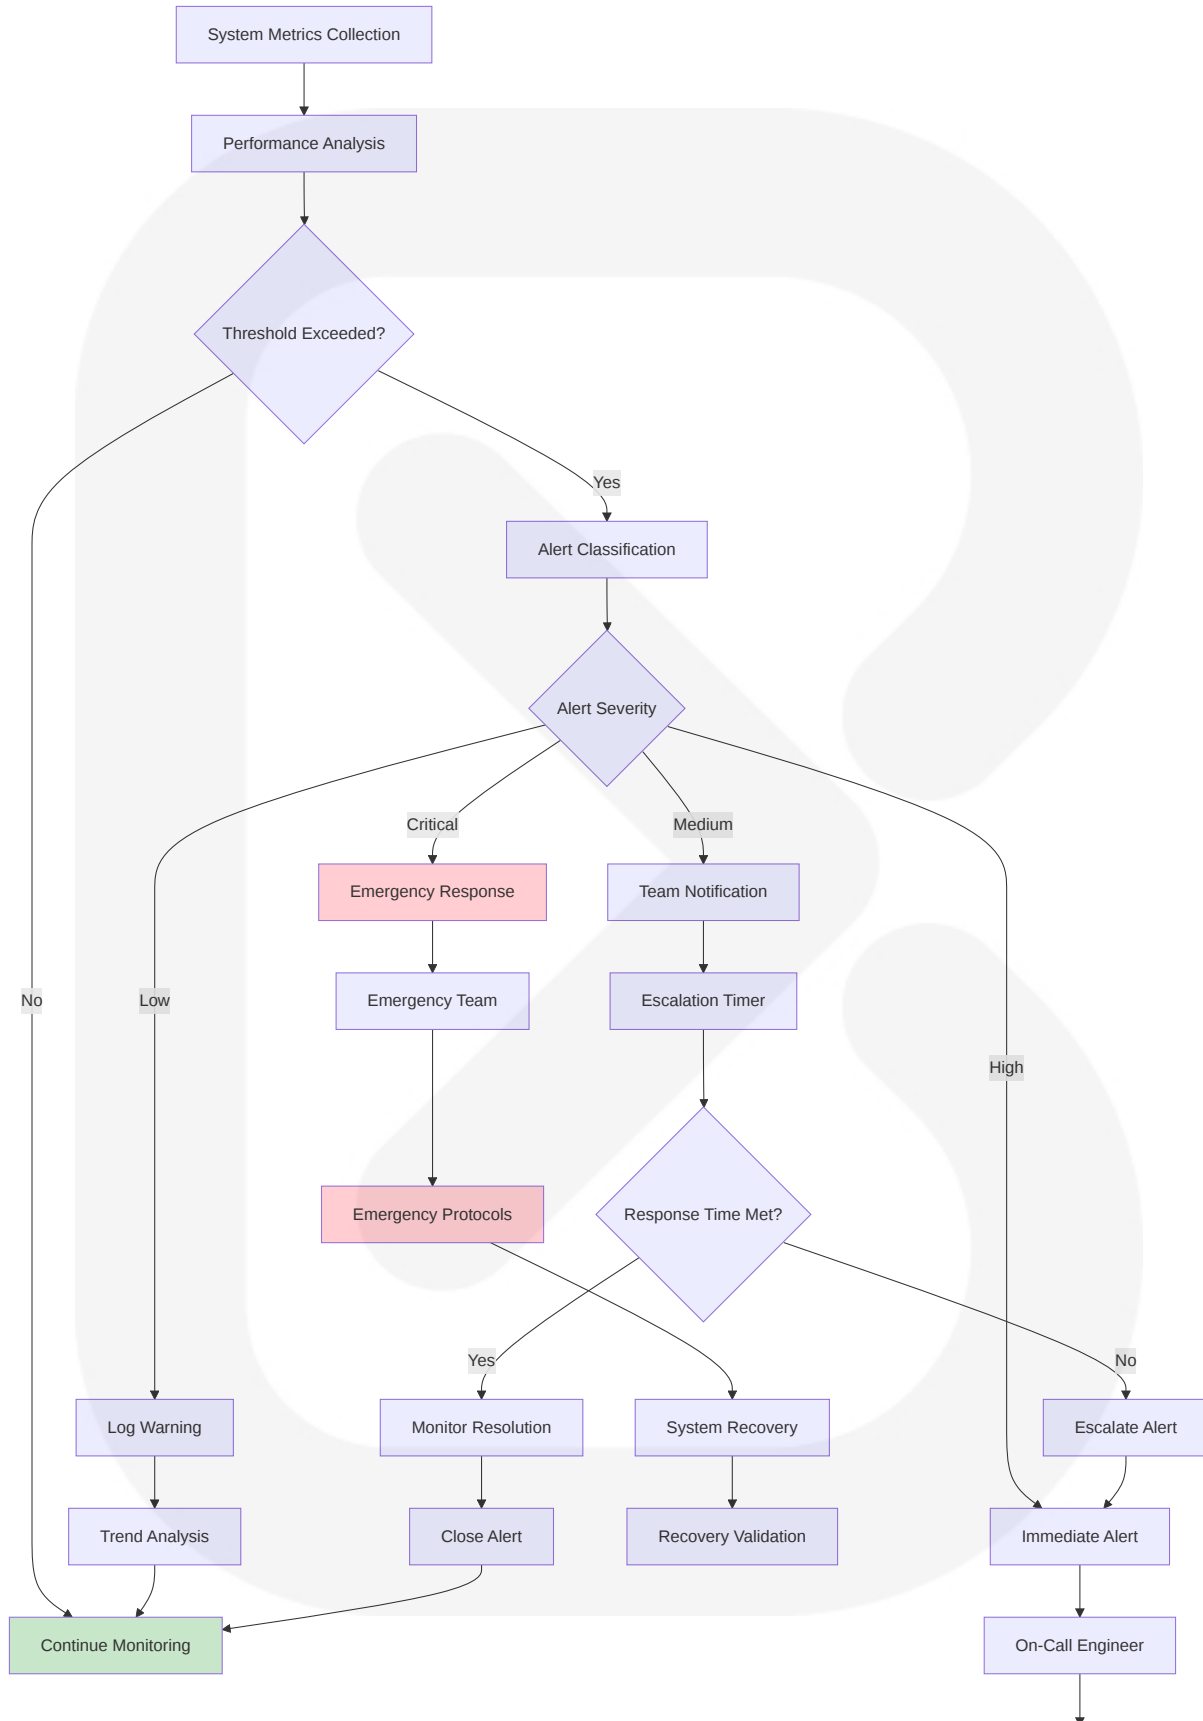 System Metrics Collection
Performance Analysis
Threshold Exceeded?
Yes
Alert Classification
Alert Severity
Critical
Medium
Emergency Response
Team Notification
No
Low
Emergency Team
Escalation Timer
High
Emergency Protocols
Response Time Met?
Yes
No
Log Warning
Monitor Resolution
System Recovery
Escalate Alert
Trend Analysis
Close Alert
Recovery Validation
Immediate Alert
Continue Monitoring
On-Call Engineer